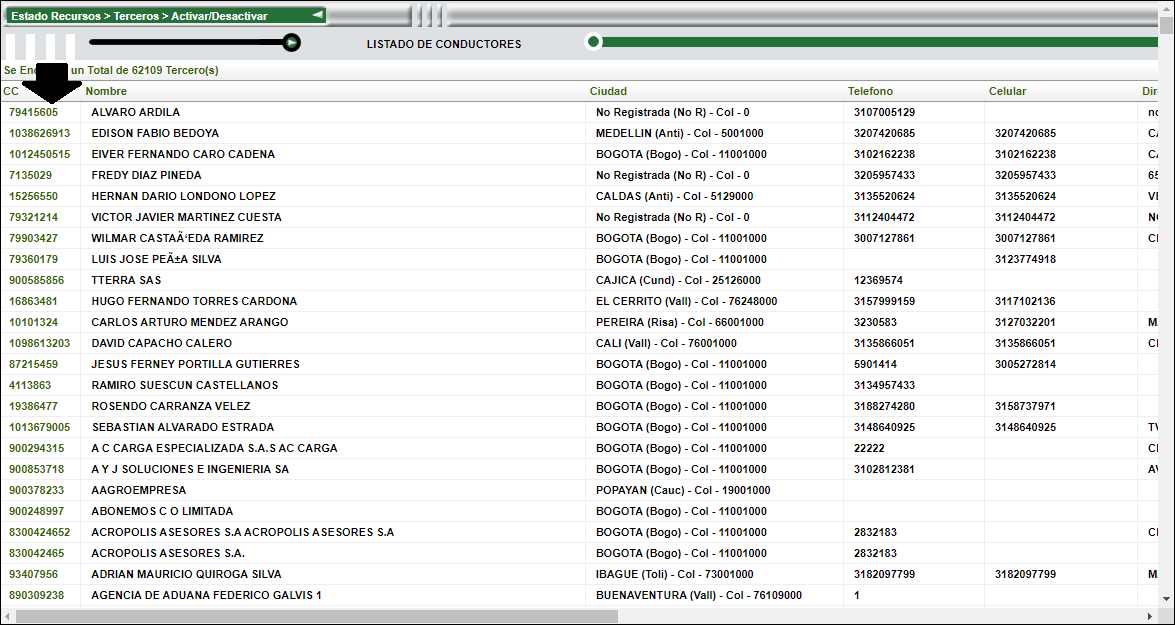 Estado Recursos > Terceros > Activar/Desactivar
LISTADO DE CONDUCTORES
Se En un Total de 62109 Tercero(s)
CC Nombre Ciudad Telefono Celular
79415605 ALVARO ARDILA No Registrada (No R) - Col - 0 3107005129
1038626913 EDISON FABIO BEDOYA MEDELLIN (Anti) - Col - 5001000 3207420685 3207420685
1012450515 EIVER FERNANDO CARO CADENA BOGOTA (Bogo) - Col - 11001000 3102162238 3102162238
7135029 FREDY DIAZ PINEDA No Registrada (No R) - Col - 0 3205957433 3205957433 65
15256550 HERNAN DARIO LONDONO LOPEZ CALDAS (Anti) - Col - 5129000 3135520624 3135520624
79321214 VICTOR JAVIER MARTINEZ CUESTA No Registrada (No R) - Col - 0 3112404472 3112404472
79903427 WILMAR CASTAÃ‘EDA RAMIREZ BOGOTA (Bogo) - Col - 11001000 3007127861 3007127861
79360179 LUIS JOSE PEÃ±A SILVA BOGOTA (Bogo) - Col - 11001000 3123774918
900585856 TTERRA SAS CAJICA (Cund) - Col - 25126000 12369574
16863481 HUGO FERNANDO TORRES CARDONA EL CERRITO (Vall) - Col - 76248000 3157999159 3117102136
10101324 CARLOS ARTURO MENDEZ ARANGO PEREIRA (Risa) - Col - 66001000 3230583 3127032201
1098613203 DAVID CAPACHO CALERO CALI (Vall) - Col - 76001000 3135866051 3135866051
87215459 JESUS FERNEY PORTILLA GUTIERRES BOGOTA (Bogo) - Col - 11001000 5901414 3005272814
4113863 RAMIRO SUESCUN CASTELLANOS BOGOTA (Bogo) - Col - 11001000 3134957433
19386477 ROSENDO CARRANZA VELEZ BOGOTA (Bogo) - Col - 11001000 3188274280 3158737971
1013679005 SEBASTIAN ALVARADO ESTRADA BOGOTA (Bogo) - Col - 11001000 3148640925 3148640925
900294315 A C CARGA ESPECIALIZADA S.A.S AC CARGA BOGOTA (Bogo) - Col - 11001000 22222
900853718 A Y J SOLUCIONES E INGENIERIA SA BOGOTA (Bogo) - Col - 11001000 3102812381
900378233 AAGROEMPRESA POPAYAN (Cauc) - Col - 19001000
900248997 ABONEMOS C O LIMITADA BOGOTA (Bogo) - Col - 11001000
8300424652 ACROPOLIS ASESORES S.A ACROPOLIS ASESORES S.A BOGOTA (Bogo) - Col - 11001000 2832183
830042465 ACROPOLIS ASESORES S.A. BOGOTA (Bogo) - Col - 11001000 2832183
93407956 ADRIAN MAURICIO QUIROGA SILVA IBAGUE (Toli) - Col - 73001000 3182097799 3182097799
890309238 AGENCIA DE ADUANA FEDERICO GALVIS 1 BUENAVENTURA (Vall) - Col - 76109000 1